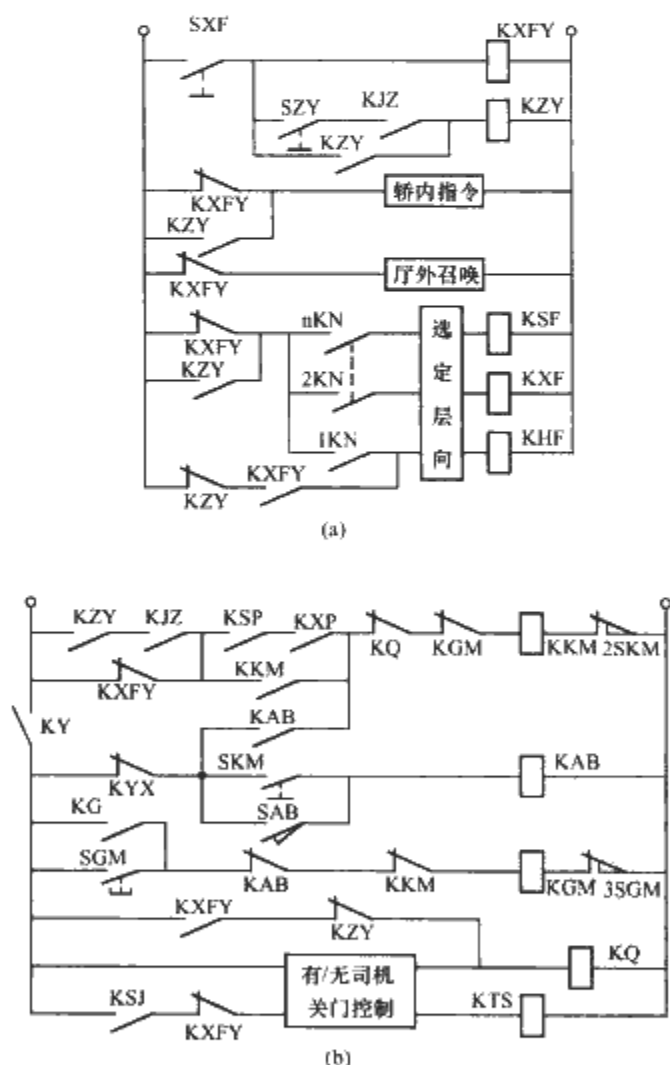 SXF
KXFY
SZY
KJZ
KZY
KZY
KXFY
轿内指令
KZY
KXFY
厅外召唤
KXFY
nKN
选定层向
KSF
KZY
2KN
KXF
1KN
KHF
KZY
KXFY
(a)
KZY
KJZ
KSP
KXP
KQ
KGM
KKM
2SKM
KXFY
KKM
KY
KAB
KYX
SKM
KAB
KG
SAB
SGM
KAB
KKM
KGM
3SGM
KXFY
KZY
KQ
有/无司机
关门控制
KSJ
KXFY
KTS
(b)